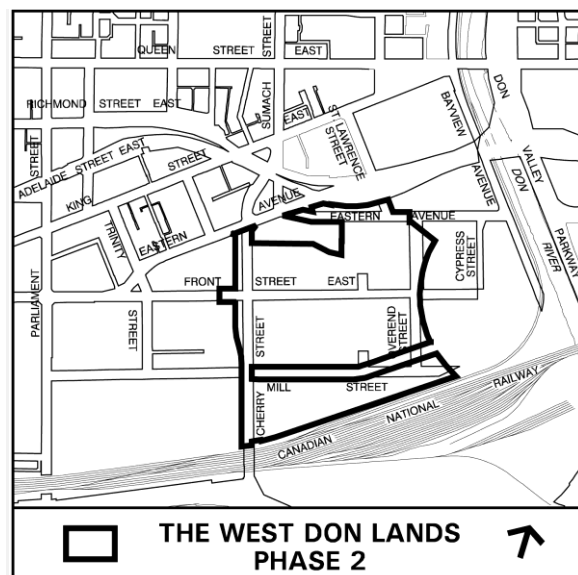 QUEEN STREET EAST
STREET
RICHMOND STREET EAST
SUMACH
EAST
ST LAWRENCE
STREET
BAYVIEW
AVENUE
DON
VALLEY
PARKWAY
DON
RIVER
STREET
PARLIAMENT
ADELAIDE STREET EAST
KING STREET
TRINITY
STREET
EASTERN AVENUE
EASTERN AVENUE
CYPRESS
STREET
FRONT STREET EAST
STREET
CHERRY
VEREND
STREET
MILL STREET
CANADIAN NATIONAL RAILWAY
THE WEST DON LANDS
PHASE 2